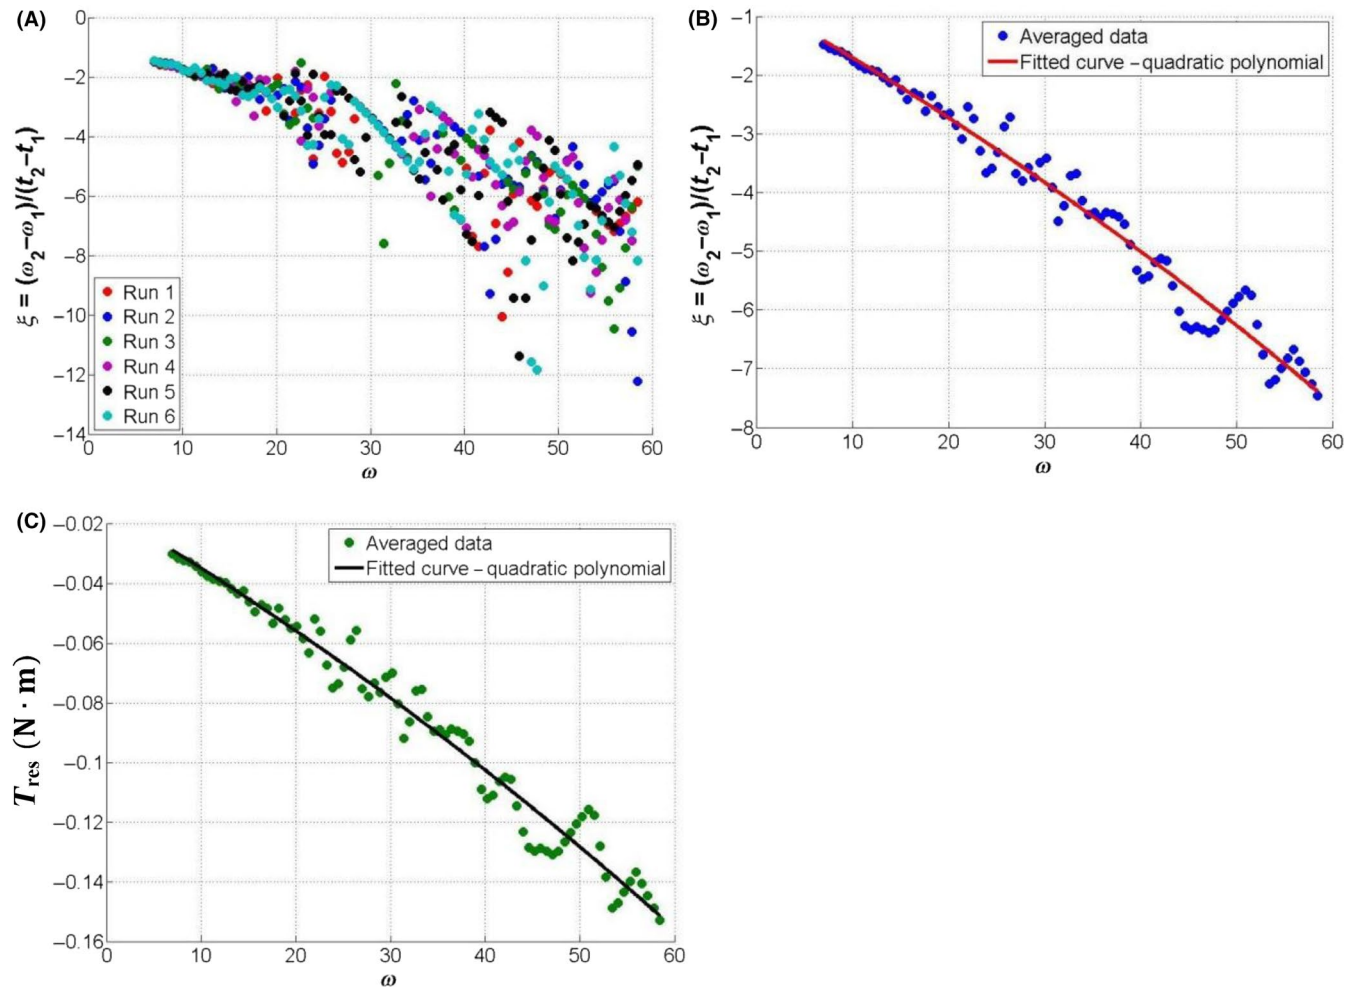 (A)
0
−2
−4
−6
−8
−10
−12
−14
ξ = (ω2−ω1)/(t2−t1)
Run 1
Run 2
Run 3
Run 4
Run 5
Run 6
0 10 20 30 40 50 60
ω
(B)
−1
−2
−3
−4
−5
−6
−7
−8
ξ = (ω2−ω1)/(t2−t1)
Averaged data
Fitted curve – quadratic polynomial
0 10 20 30 40 50 60
ω
(C)
−0.02
−0.04
−0.06
−0.08
−0.1
−0.12
−0.14
−0.16
Tres (N · m)
Averaged data
Fitted curve – quadratic polynomial
0 10 20 30 40 50 60
ω